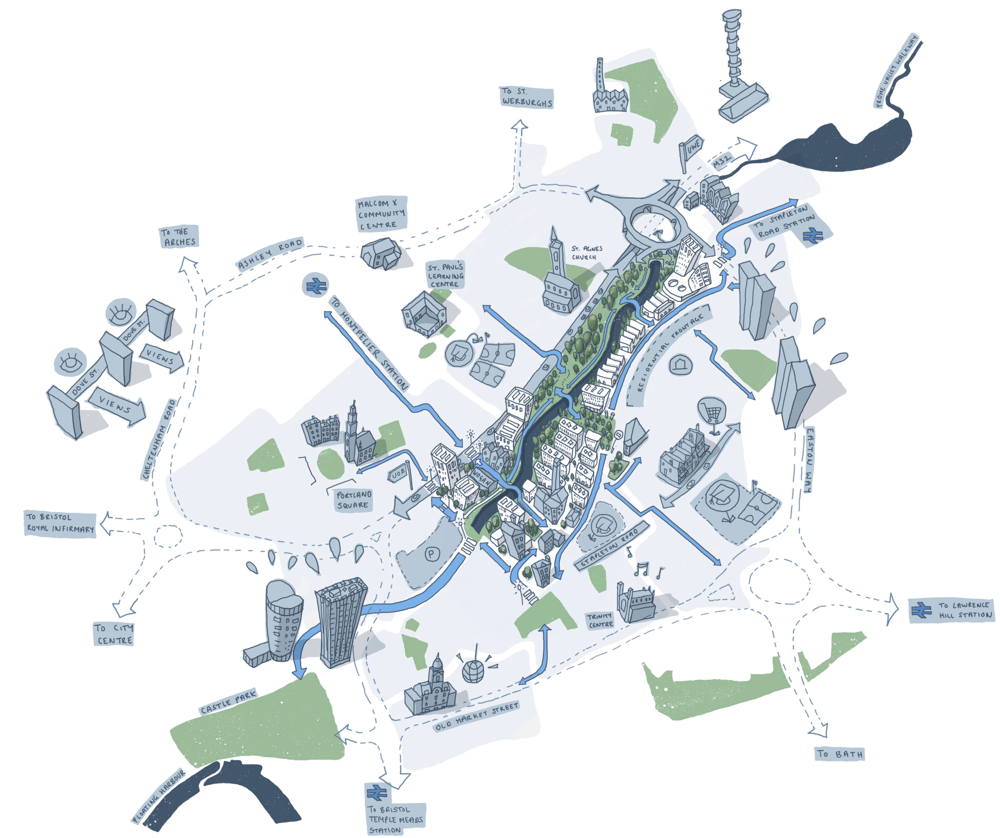 FROME VALLEY WALKWAY
BROOKS
TO ST.
WERBURGHS
UWE
M32
MALCOM X
COMMUNITY
CENTRE
TO STAPLETON
ROAD STATION
TO THE
ARCHES
ASHLEY ROAD
ST. AGNES
CHURCH
ST. PAUL'S
LEARNING
CENTRE
TO MONTPELIER STATION
DOVE ST.
VIEWS
DOVE ST.
VIEWS
RESIDENTIAL FRONTAGE
CHELTENHAM ROAD
EASTON WAY
UOB
WOGAN
PORTLAND
SQUARE
TO BRISTOL
ROYAL INFIRMARY
P
STAPLETON ROAD
TO CITY
CENTRE
TRINITY
CENTRE
TO LAWRENCE
HILL STATION
CASTLE PARK
OLD MARKET STREET
TO BATH
FLOATING HARBOUR
TO BRISTOL
TEMPLE MEADS
STATION